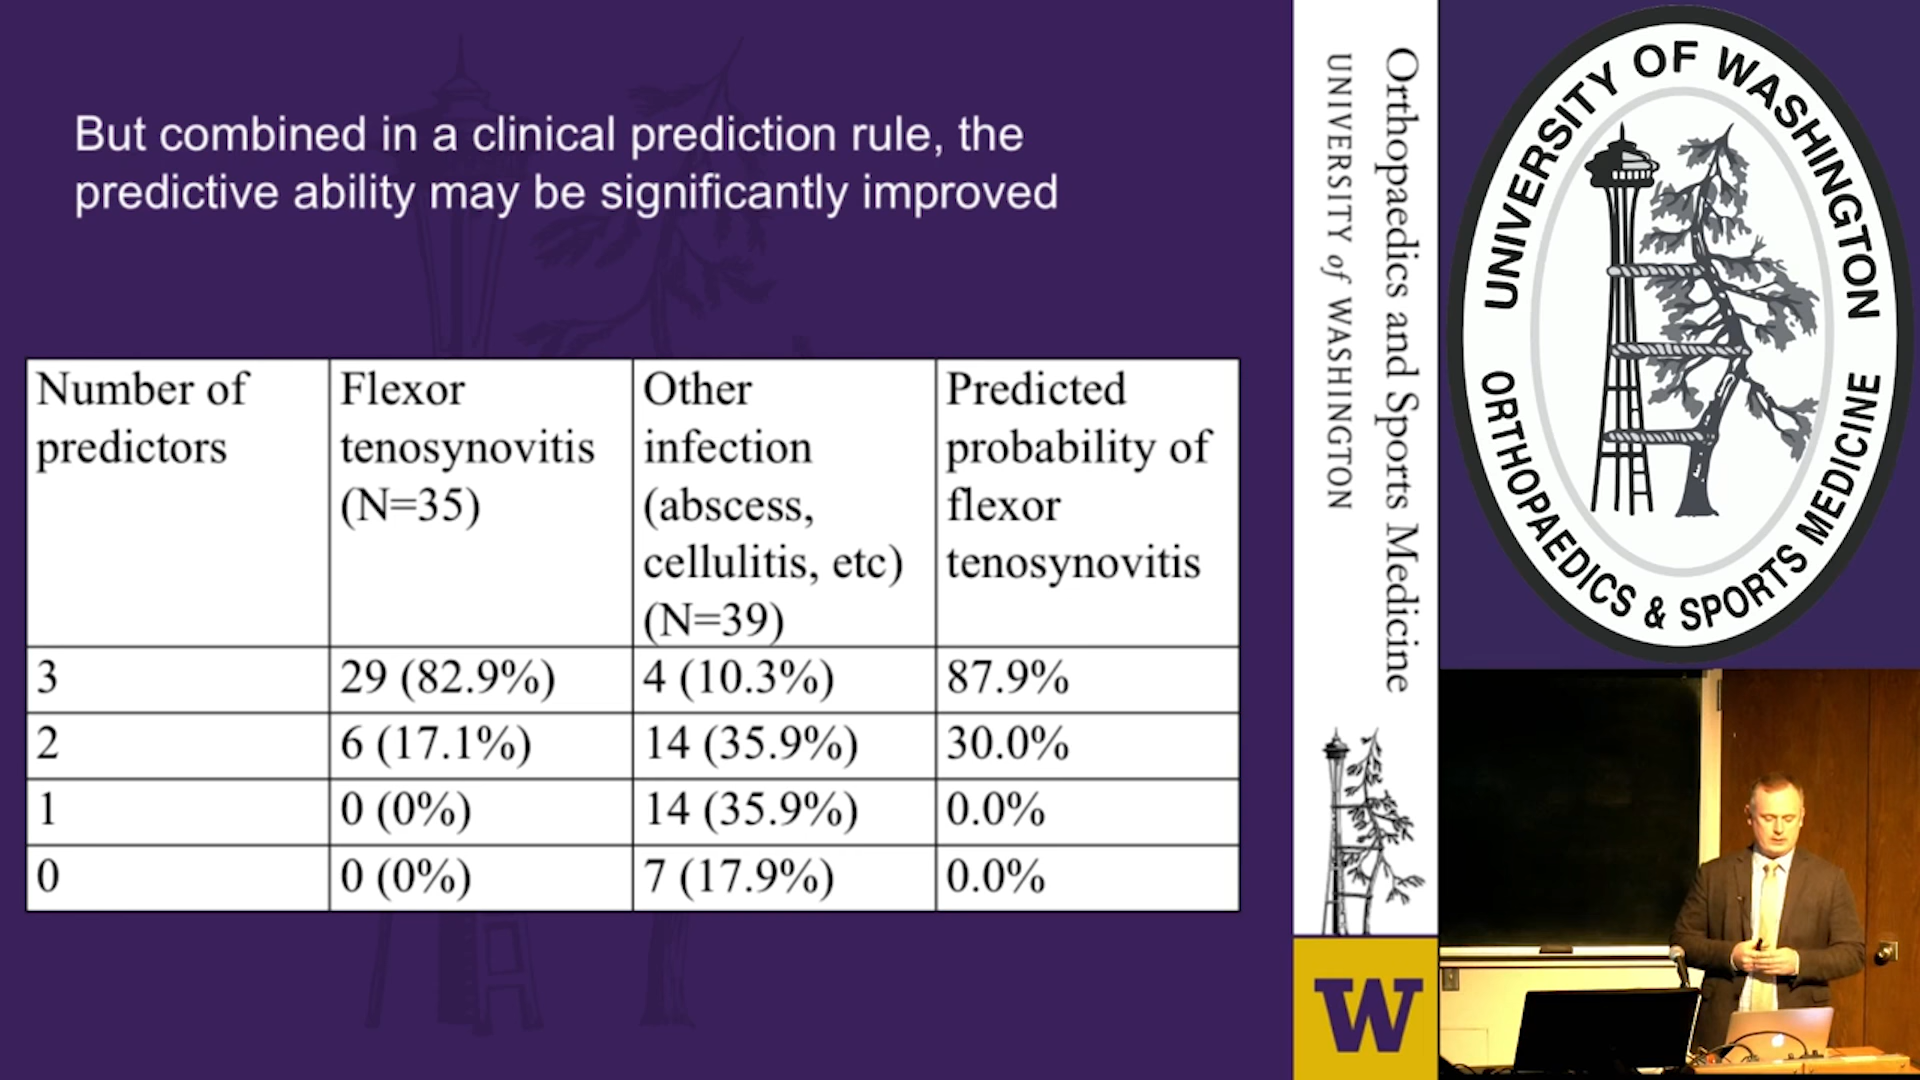 But combined in a clinical prediction rule, the
predictive ability may be significantly improved
Number of
predictors
Flexor
tenosynovitis
(N=35)
Other
infection
(abscess,
cellulitis, etc)
(N=39)
Predicted
probability of
flexor
tenosynovitis
3
29 (82.9%)
4 (10.3%)
87.9%
2
6 (17.1%)
14 (35.9%)
30.0%
1
0 (0%)
14 (35.9%)
0.0%
0
0 (0%)
7 (17.9%)
0.0%
Orthopaedics and Sports Medicine
UNIVERSITY of WASHINGTON
W
UNIVERSITY OF WASHINGTON
ORTHOPAEDICS & SPORTS MEDICINE